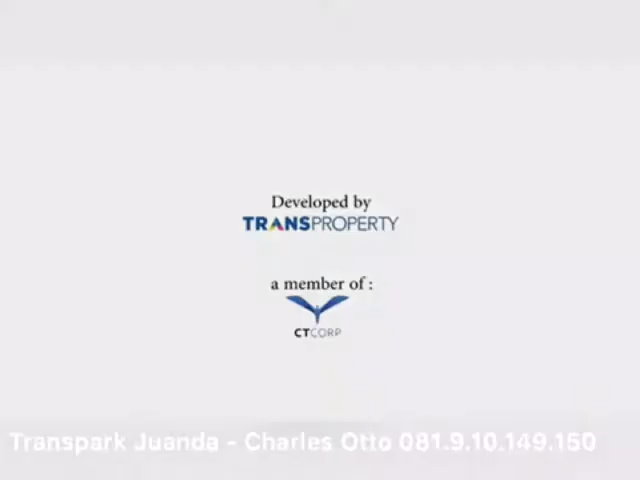 Developed by
TRANSPROPERTY
a member of :
CTCORP
Transpark Juanda - Charles Otto 081.9.10.149.150